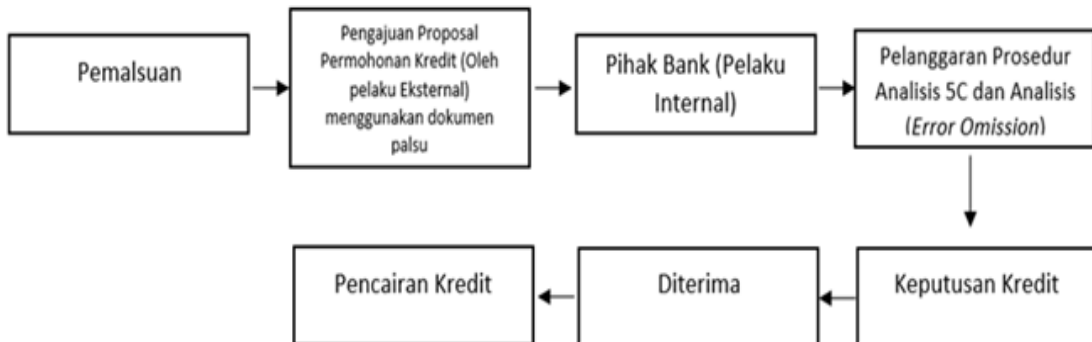 Pemalsuan
Pengajuan Proposal
Permohonan Kredit (Oleh
pelaku Eksternal)
menggunakan dokumen
palsu
Pihak Bank (Pelaku
Internal)
Pelanggaran Prosedur
Analisis 5C dan Analisis
(Error Omission)
Keputusan Kredit
Diterima
Pencairan Kredit